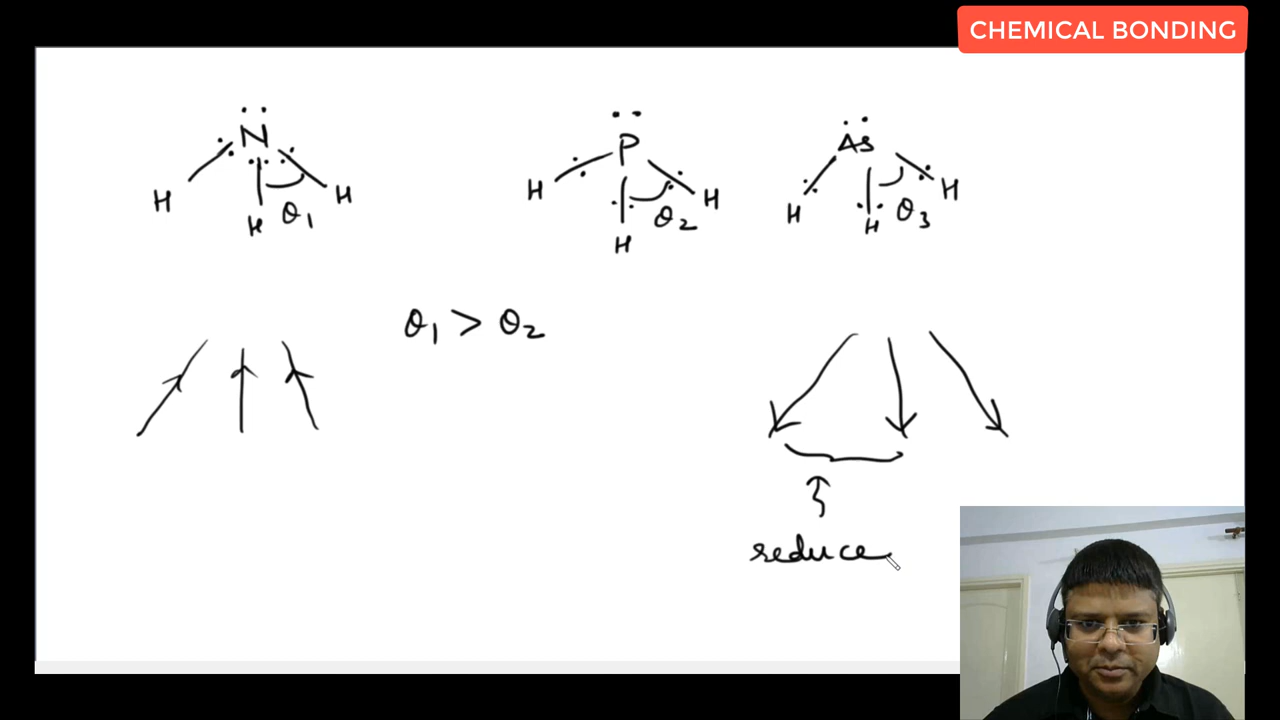 CHEMICAL BONDING
N
H
H
H
θ1
P
H
H
H
θ2
As
H
H
H
θ3
θ1 > θ2
reduce